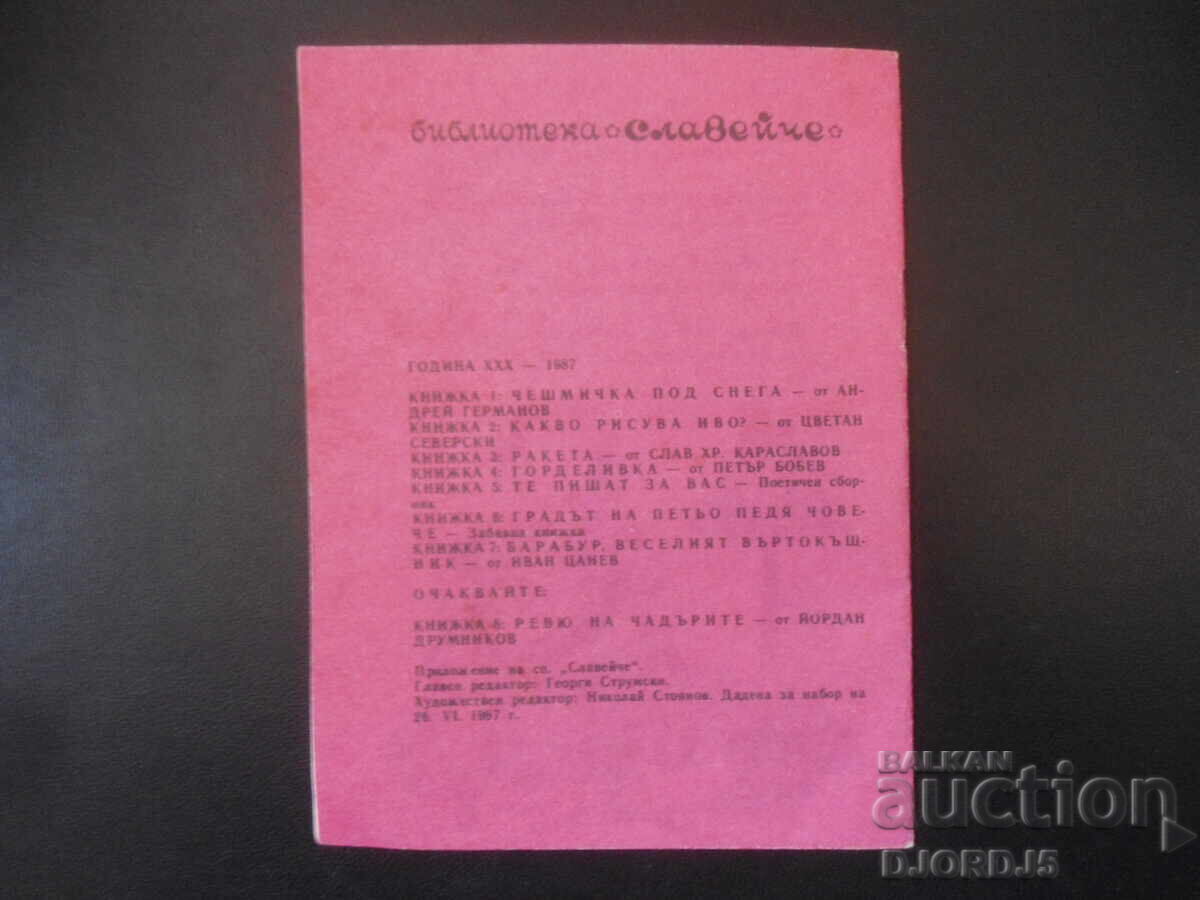 библиотека славейче
ГОДИНА XXX — 1987
КНИЖКА 1: ЧЕШМИЧКА ПОД СНЕГА — от АН-
ДРЕЙ ГЕРМАНОВ
КНИЖКА 2: КАКВО РИСУВА ИВО? — от ЦВЕТАН
СЕВЕРСКИ
КНИЖКА 3: РАКЕТА — от СЛАВ ХР. КАРАСЛАВОВ
КНИЖКА 4: ГОРДЕЛИВКА — от ПЕТЪР БОБЕВ
КНИЖКА 5: ТЕ ПИШАТ ЗА ВАС — Поетичен сбор-
ник
КНИЖКА 6: ГРАДЪТ НА ПЕТЬО ПЕДЯ ЧОВЕ-
ЧЕ — Забавна книжка
КНИЖКА 7: БАРАБУР, ВЕСЕЛИЯТ ВЪРТОКЪЩ-
НИК — от ИВАН ЦАНЕВ
ОЧАКВАЙТЕ:
КНИЖКА 8: РЕВЮ НА ЧАДЪРИТЕ — от ЙОРДАН
ДРУМНИКОВ
Приложение на сп. „Славейче“.
Главен редактор: Георги Струмски.
Художествен редактор: Николай Стоянов. Дадена за набор на
26. VI. 1987 г.
BALKAN
auction
DJORDJ5